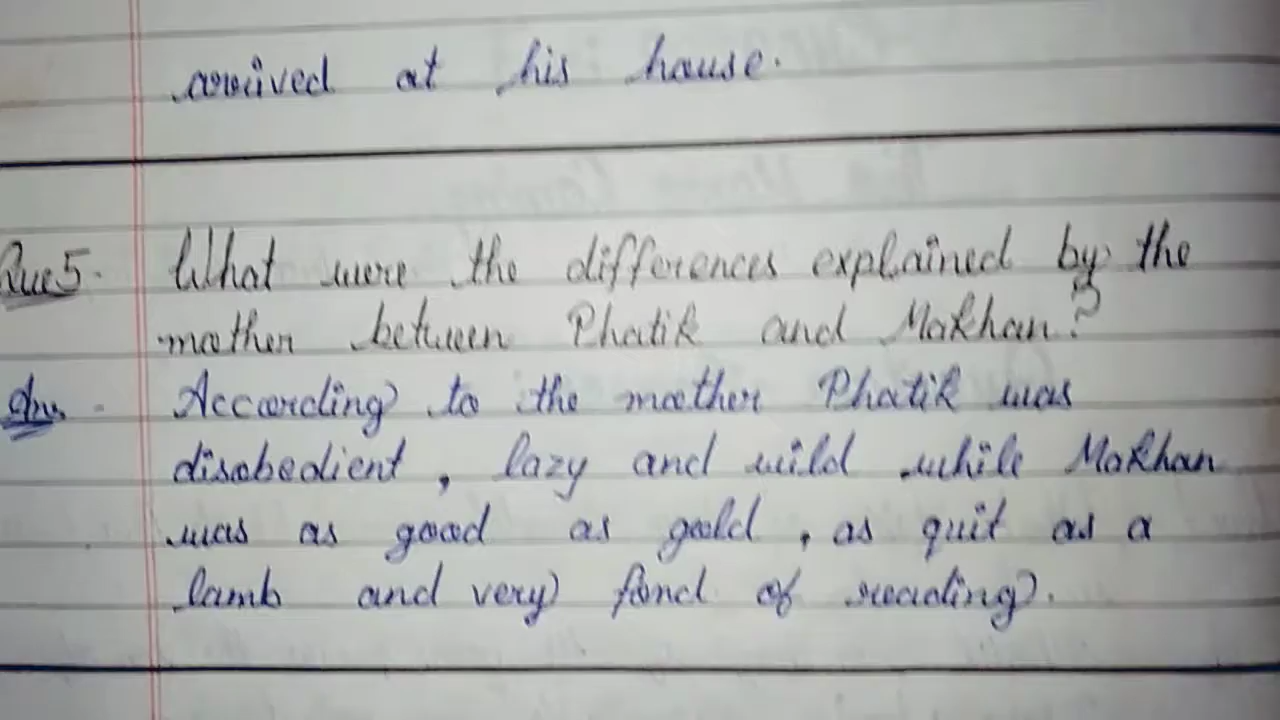 arrived at his house.
Que5. What were the differences explained by the
mother between Phatik and Makhan?
Ans - According to the mother Phatik was
disobedient, lazy and wild while Makhan
was as good as gold, as quit as a
lamb and very fond of reading.